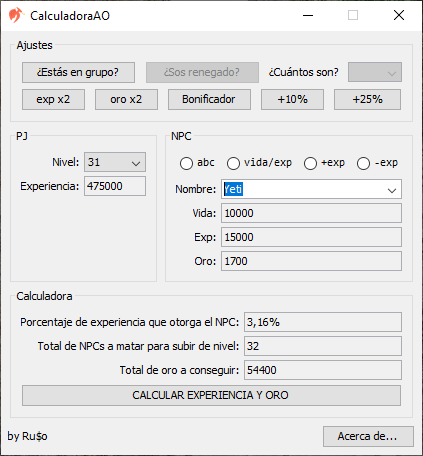 CalculadoraAO
Ajustes
¿Estás en grupo? ¿Sos renegado? ¿Cuántos son?
exp x2 oro x2 Bonificador +10% +25%
PJ
Nivel: 31
Experiencia: 475000
NPC
abc vida/exp +exp -exp
Nombre: Yeti
Vida: 10000
Exp: 15000
Oro: 1700
Calculadora
Porcentaje de experiencia que otorga el NPC: 3,16%
Total de NPCs a matar para subir de nivel: 32
Total de oro a conseguir: 54400
CALCULAR EXPERIENCIA Y ORO
by Ru$o Acerca de...